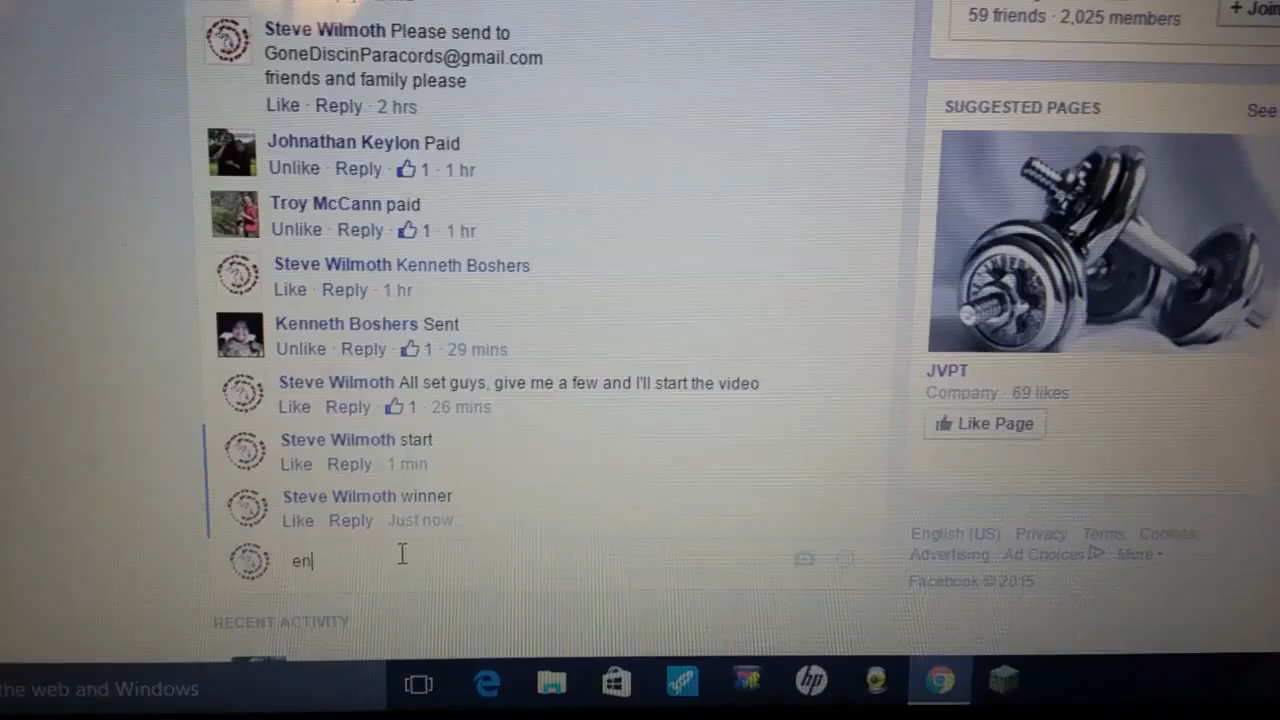 Steve Wilmoth Please send to
GoneDiscinParacords@gmail.com
friends and family please
Like · Reply · 2 hrs
Johnathan Keylon Paid
Unlike · Reply · 1 · 1 hr
Troy McCann paid
Unlike · Reply · 1 · 1 hr
Steve Wilmoth Kenneth Boshers
Like · Reply · 1 hr
Kenneth Boshers Sent
Unlike · Reply · 1 · 29 mins
Steve Wilmoth All set guys, give me a few and I'll start the video
Like · Reply · 1 · 26 mins
Steve Wilmoth start
Like · Reply · 1 min
Steve Wilmoth winner
Like · Reply · Just now
en
RECENT ACTIVITY
59 friends · 2,025 members
+ Join
SUGGESTED PAGES
See
JVPT
Company · 69 likes
Like Page
English (US) · Privacy · Terms · Cookies
Advertising · Ad Choices · More
Facebook © 2015
the web and Windows
hp